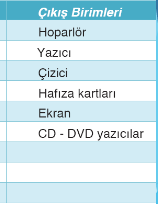 Çıkış Birimleri
Hoparlör
Yazıcı
Çizici
Hafıza kartları
Ekran
CD - DVD yazıcılar